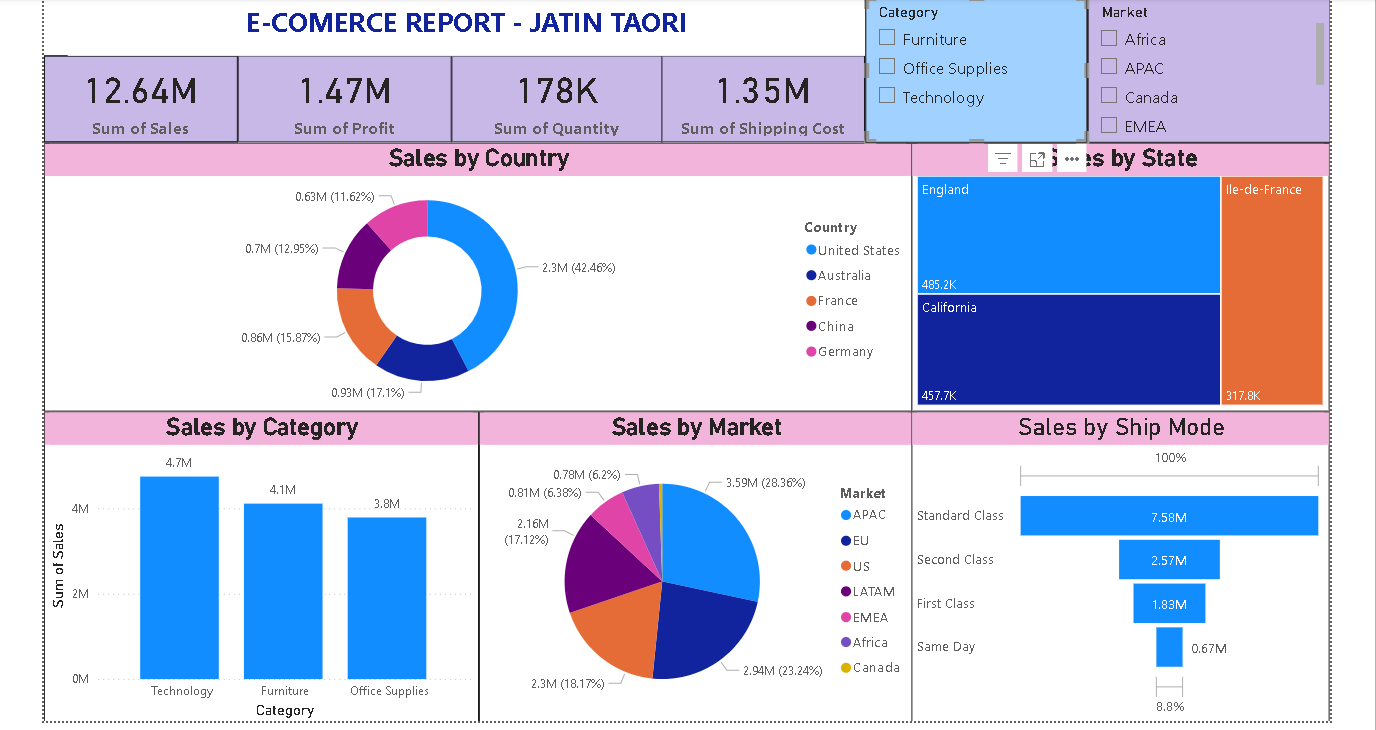 E-COMERCE REPORT - JATIN TAORI
Category
Furniture
Office Supplies
Technology
Market
Africa
APAC
Canada
EMEA
12.64M
Sum of Sales
1.47M
Sum of Profit
178K
Sum of Quantity
1.35M
Sum of Shipping Cost
Sales by Country
0.63M (11.62%)
0.7M (12.95%)
2.3M (42.46%)
0.86M (15.87%)
0.93M (17.1%)
Country
United States
Australia
France
China
Germany
es by State
England
485.2K
California
457.7K
Ile-de-France
317.8K
Sales by Category
4.7M
4.1M
3.8M
4M
2M
0M
Sum of Sales
Technology
Furniture
Office Supplies
Category
Sales by Market
0.78M (6.2%)
3.59M (28.36%)
0.81M (6.38%)
2.16M
(17.12%)
2.94M (23.24%)
2.3M (18.17%)
Market
APAC
EU
US
LATAM
EMEA
Africa
Canada
Sales by Ship Mode
100%
Standard Class
7.58M
Second Class
2.57M
First Class
1.83M
Same Day
0.67M
8.8%